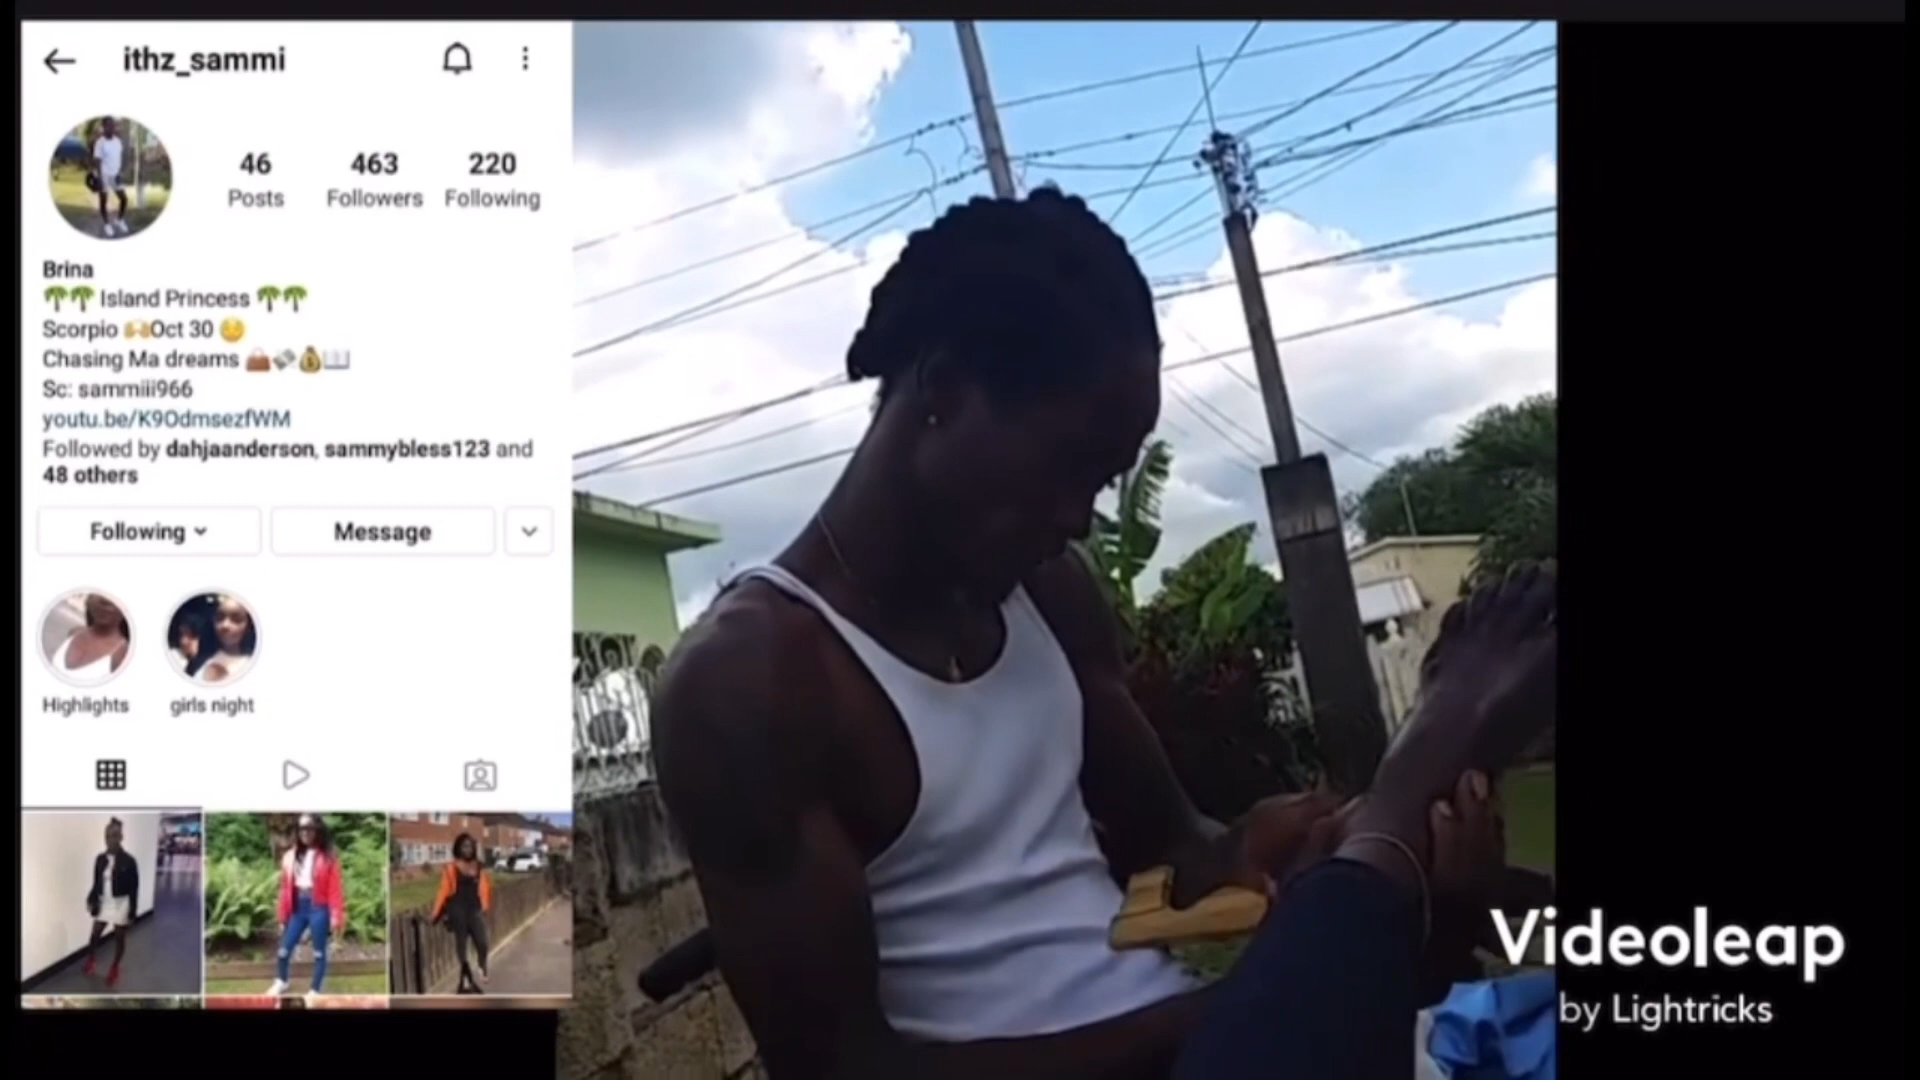 ithz_sammi
46 463 220
Posts Followers Following
Brina
🌴🌴 Island Princess 🌴🌴
Scorpio 🙌Oct 30 😏
Chasing Ma dreams 👜💸💰📖
Sc: sammiii966
youtu.be/K9OdmsezfWM
Followed by dahjaanderson, sammybless123 and
48 others
Following Message
Highlights girls night
Videoleap
by Lightricks